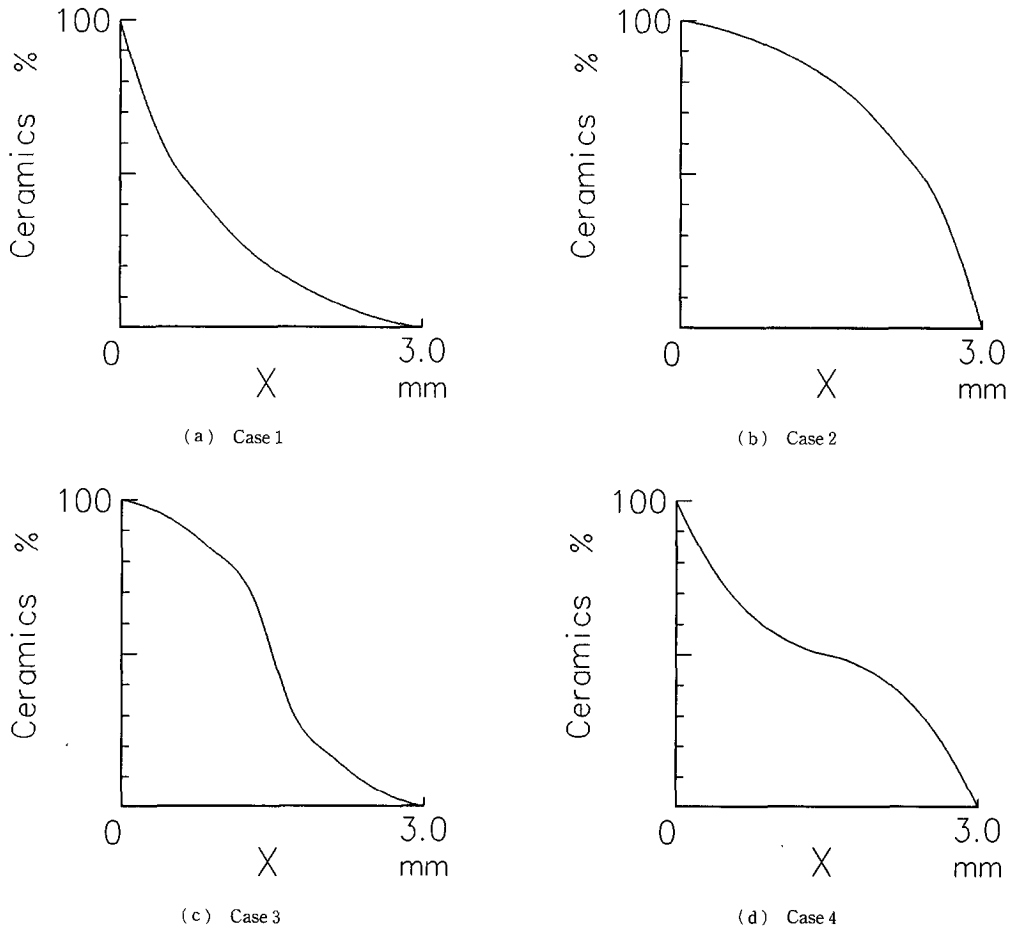 100
Ceramics %
0
3.0
X
mm
(a) Case 1
100
Ceramics %
0
3.0
X
mm
(b) Case 2
100
Ceramics %
0
3.0
X
mm
(c) Case 3
100
Ceramics %
0
3.0
X
mm
(d) Case 4